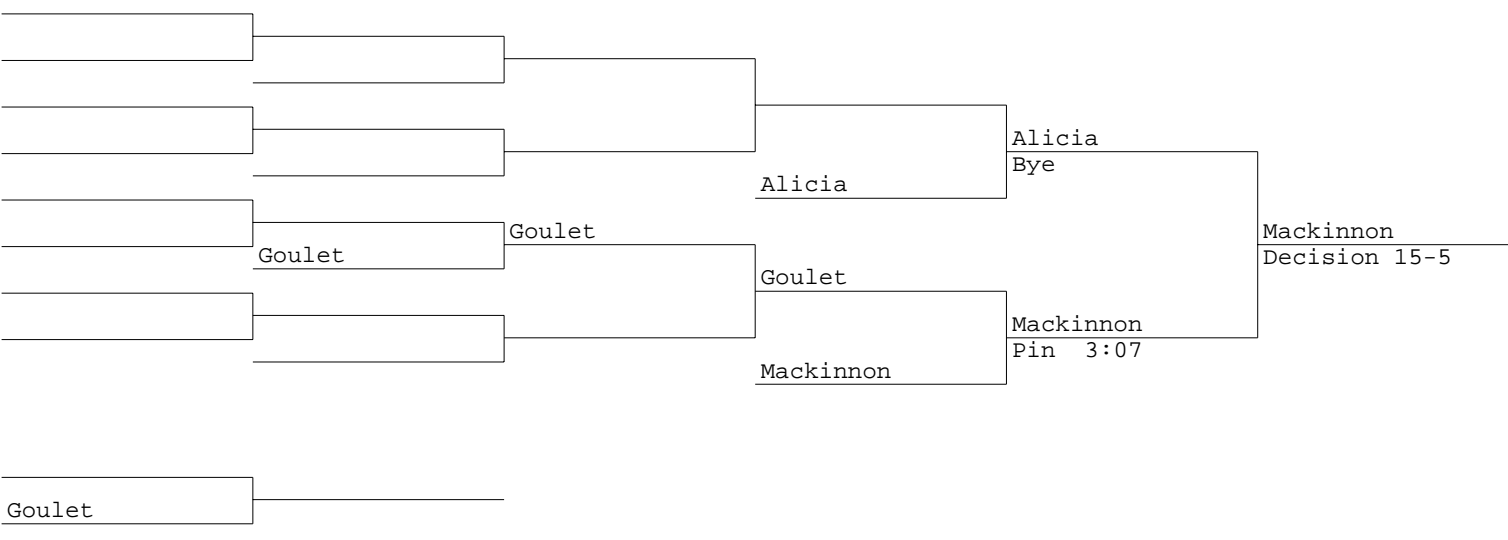 Alicia
Bye
Alicia
Goulet
Goulet
Mackinnon
Decision 15-5
Goulet
Mackinnon
Pin 3:07
Mackinnon
Goulet